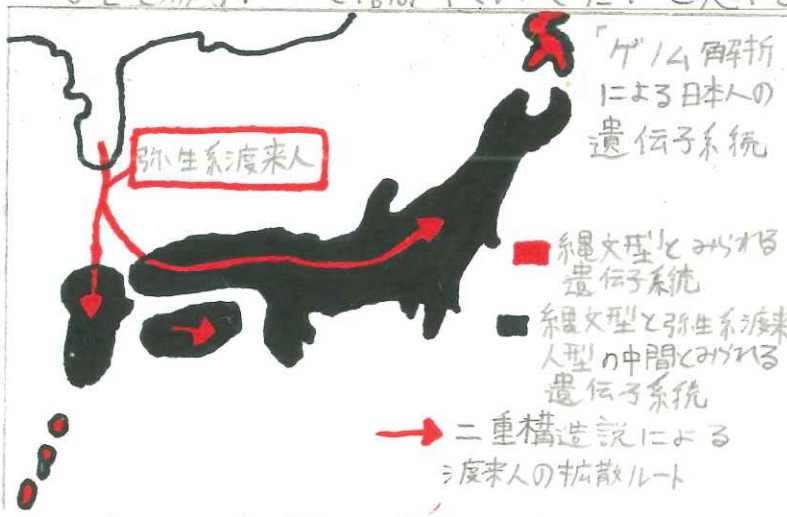 「ゲノム解析
による日本人の
遺伝子系統
弥生系渡来人
縄文型とみられる
遺伝子系統
縄文型と弥生系渡来
人型の中間とみられる
遺伝子系統
二重構造説による
渡来人の拡散ルート